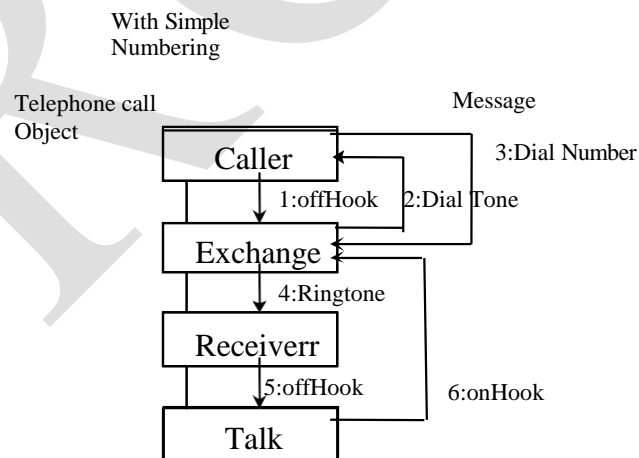 With Simple
Numbering
Telephone call
Object
Message
3:Dial Number
Caller
1:offHook
2:Dial Tone
Exchange
4:Ringtone
Receiverr
5:offHook
6:onHook
Talk